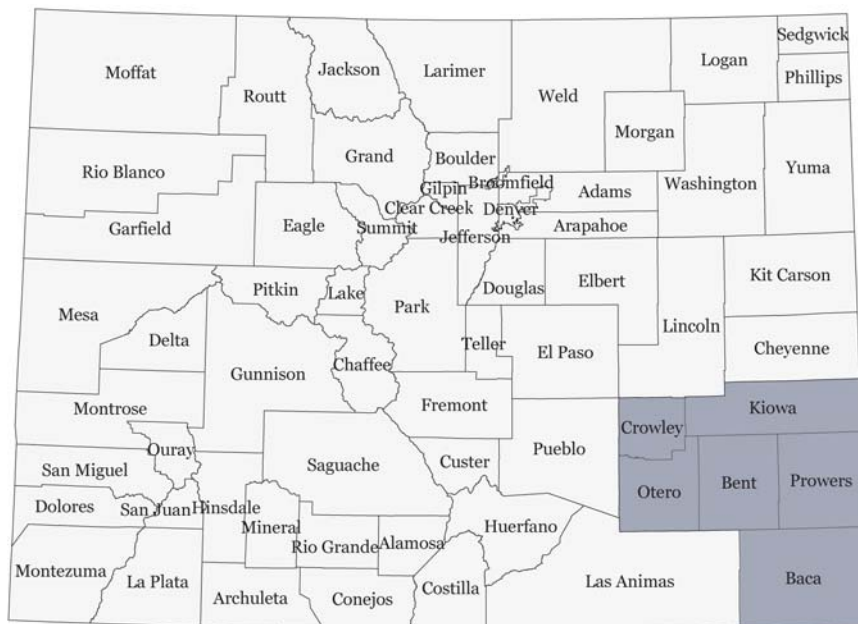 Sedgwick
Moffat
Jackson
Larimer
Logan
Phillips
Routt
Weld
Morgan
Grand
Boulder
Rio Blanco
Yuma
Washington
Gilpin
Broomfield
Adams
Clear Creek
Denver
Garfield
Eagle
Summit
Arapahoe
Jefferson
Kit Carson
Pitkin
Lake
Park
Douglas
Elbert
Mesa
Lincoln
Delta
Teller
El Paso
Cheyenne
Gunnison
Chaffee
Montrose
Fremont
Kiowa
Crowley
Ouray
Pueblo
San Miguel
Saguache
Custer
Otero
Bent
Prowers
Dolores
San Juan
Hinsdale
Mineral
Huerfano
Rio Grande
Alamosa
Montezuma
La Plata
Costilla
Las Animas
Baca
Archuleta
Conejos